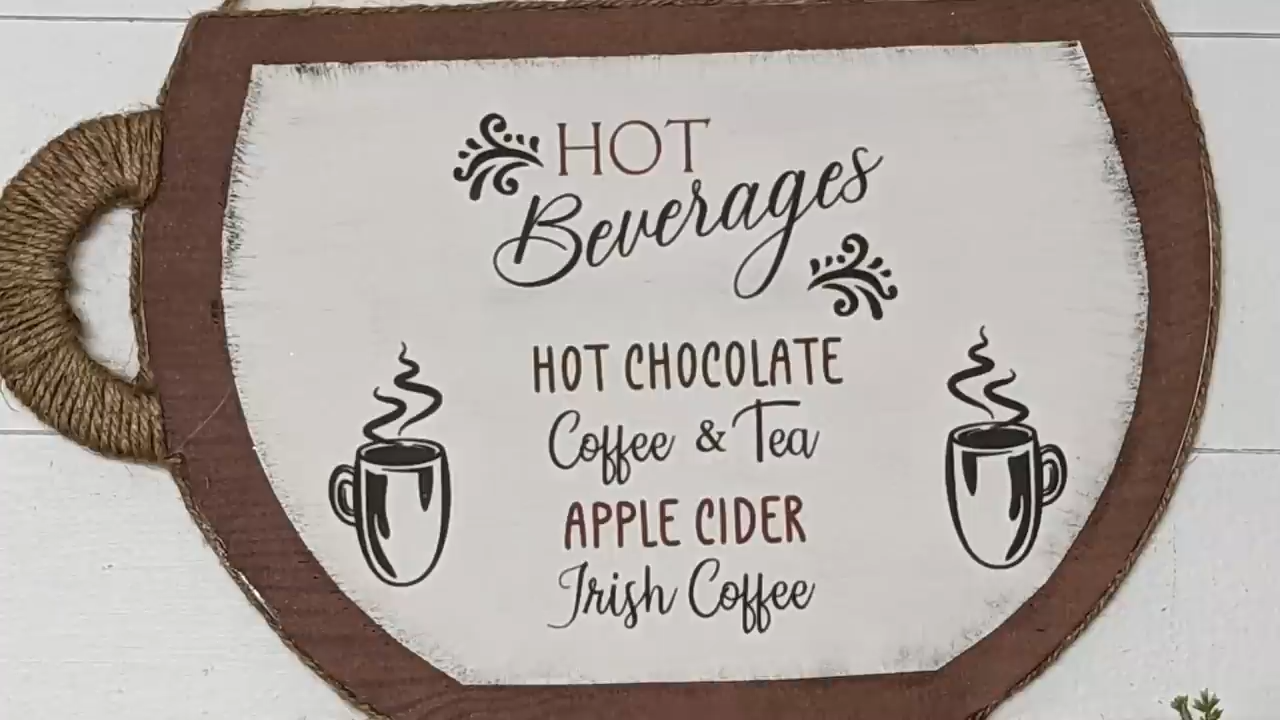 HOT
Beverages
HOT CHOCOLATE
Coffee & Tea
APPLE CIDER
Irish Coffee